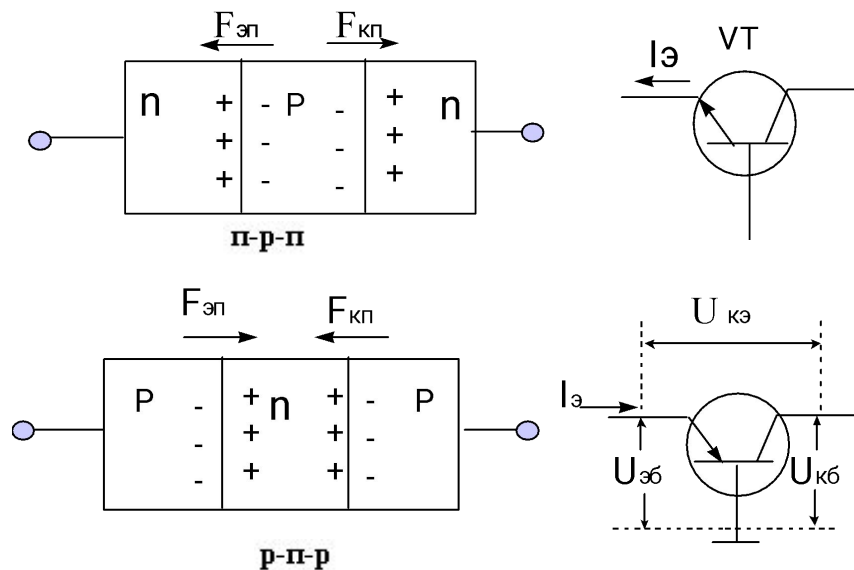 Fэп Fкп
VT
Iэ
n + - P - + n
+ - - +
+ - - +
п-р-п
Fэп Fкп
U кэ
P - + n + - P
- + + -
- + + -
Iэ
Uэб Uкб
р-п-р